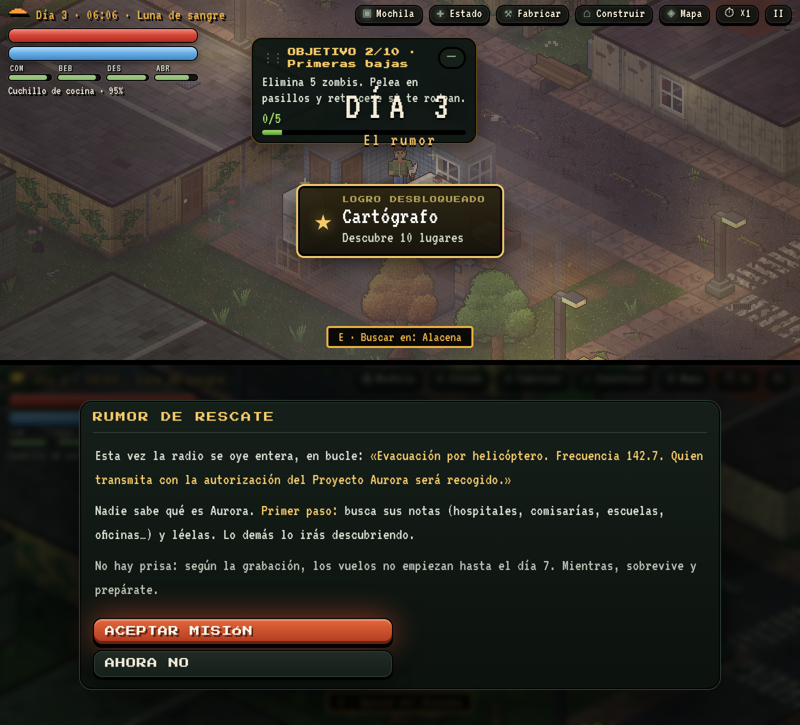 Día 3 · 06:06 · Luna de sangre
Mochila
Estado
Fabricar
Construir
Mapa
X1
II
COM BEB DES ABR
Cuchillo de cocina · 95%
OBJETIVO 2/10 ·
Primeras bajas
Elimina 5 zombis. Pelea en
pasillos y retrocede si te rodean.
0/5
DÍA 3
El rumor
LOGRO DESBLOQUEADO
Cartógrafo
Descubre 10 lugares
E · Buscar en: Alacena
RUMOR DE RESCATE
Esta vez la radio se oye entera, en bucle: «Evacuación por helicóptero. Frecuencia 142.7. Quien
transmita con la autorización del Proyecto Aurora será recogido.»
Nadie sabe qué es Aurora. Primer paso: busca sus notas (hospitales, comisarías, escuelas,
oficinas…) y léelas. Lo demás lo irás descubriendo.
No hay prisa: según la grabación, los vuelos no empiezan hasta el día 7. Mientras, sobrevive y
prepárate.
ACEPTAR MISIóN
AHORA NO